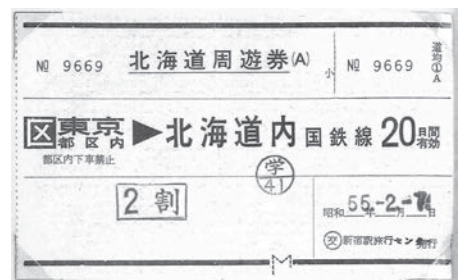 № 9669 北海道周遊券(A) 小 № 9669 道均①A
区 東京都区内 ▶ 北海道内 国鉄線 20日間有効
都区内下車禁止
学
41
2割
昭和 55年-2月-日
交 新宿駅旅行センター発行